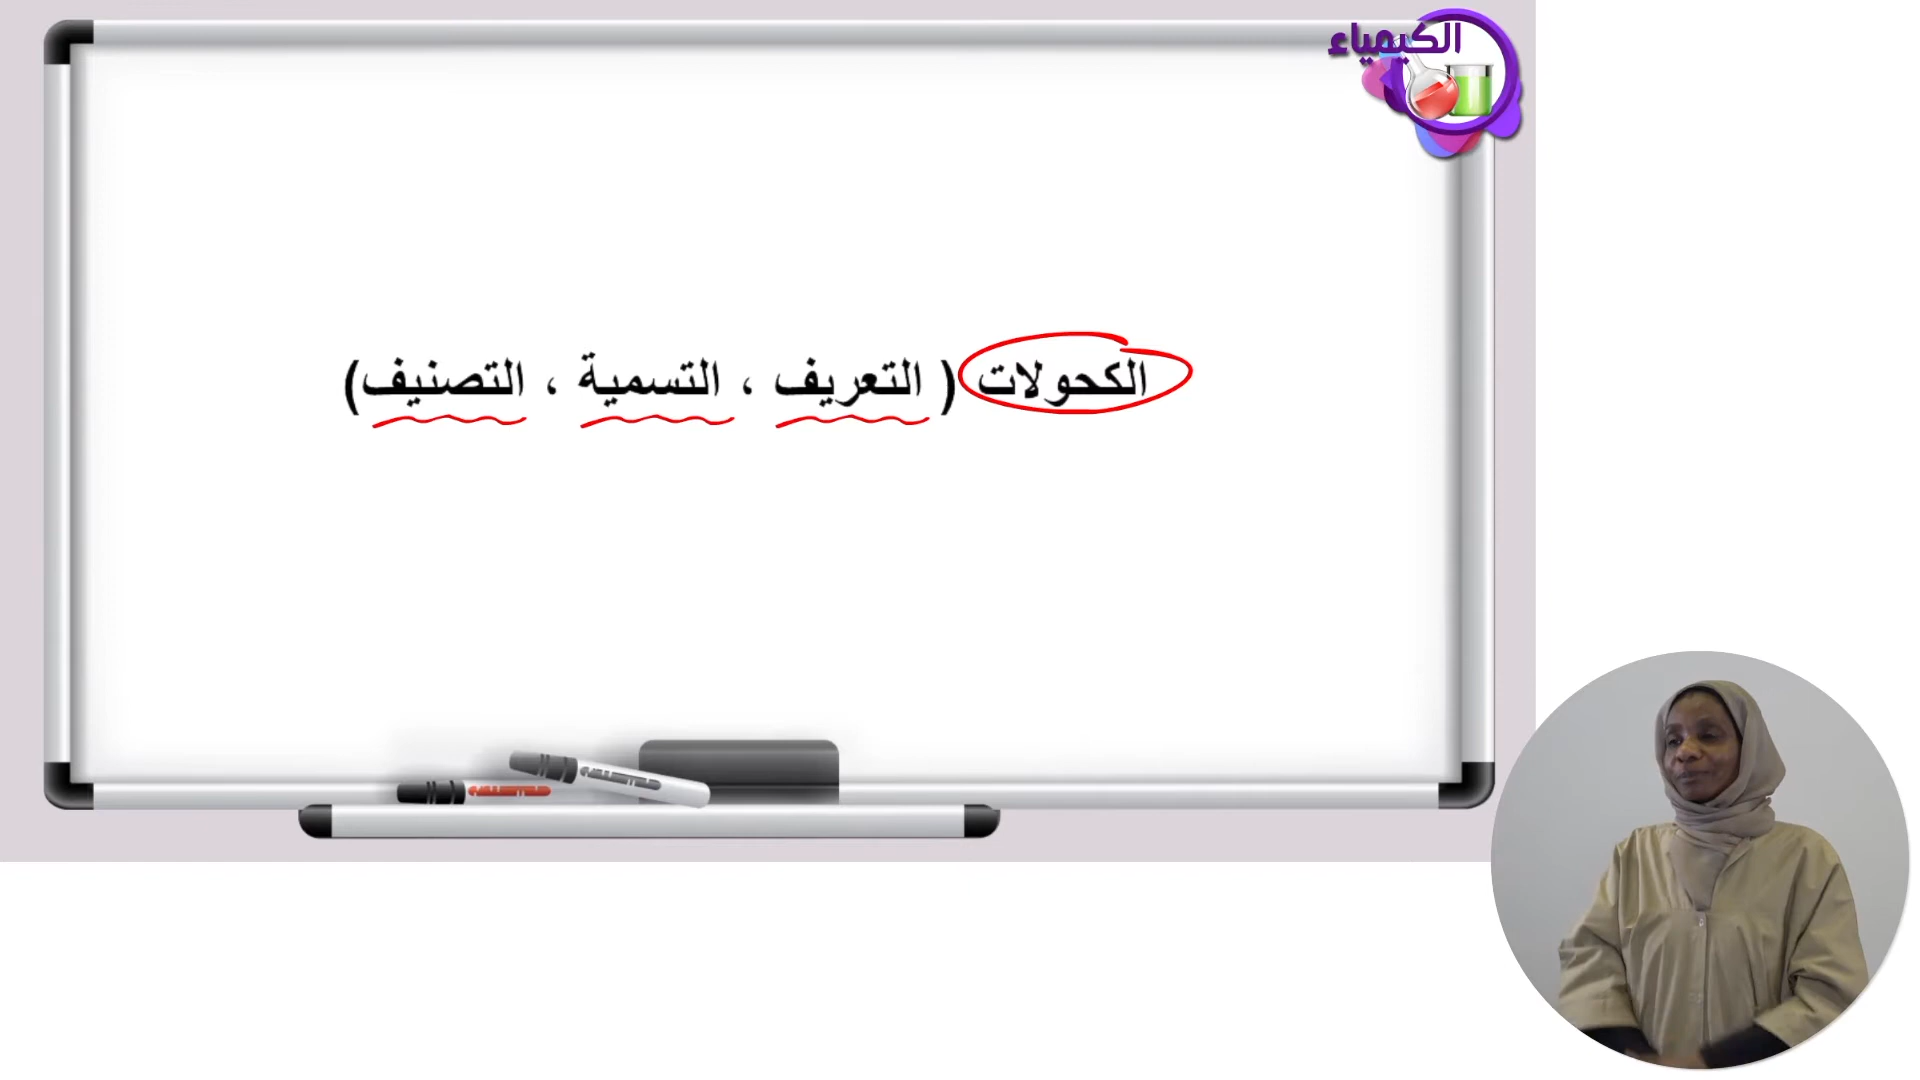 الكيمياء
الكحولات ( التعريف ، التسمية ، التصنيف)